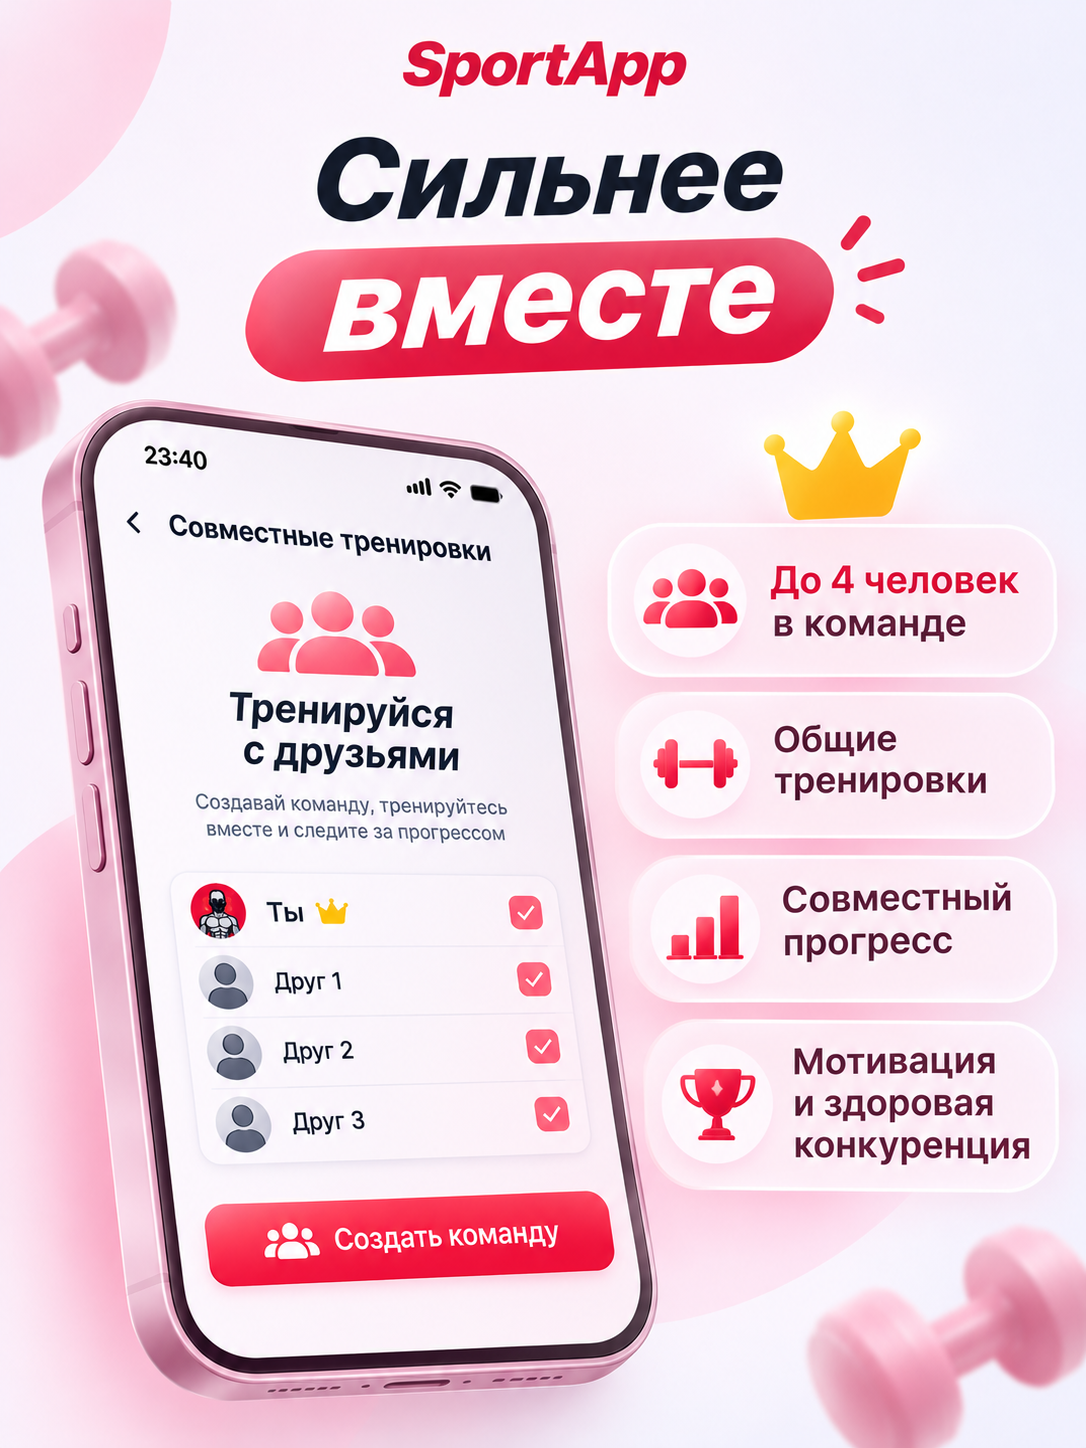 SportApp
Сильнее
вместе
23:40
Совместные тренировки
Тренируйся
с друзьями
Создавай команду, тренируйтесь
вместе и следите за прогрессом
Ты
Друг 1
Друг 2
Друг 3
Создать команду
До 4 человек
в команде
Общие
тренировки
Совместный
прогресс
Мотивация
и здоровая
конкуренция